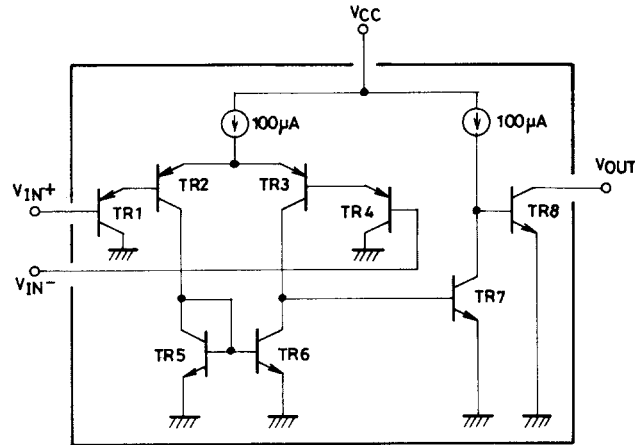 VCC
100µA
100µA
VOUT
VIN+
TR1
TR2
TR3
TR4
TR8
VIN-
TR7
TR5
TR6